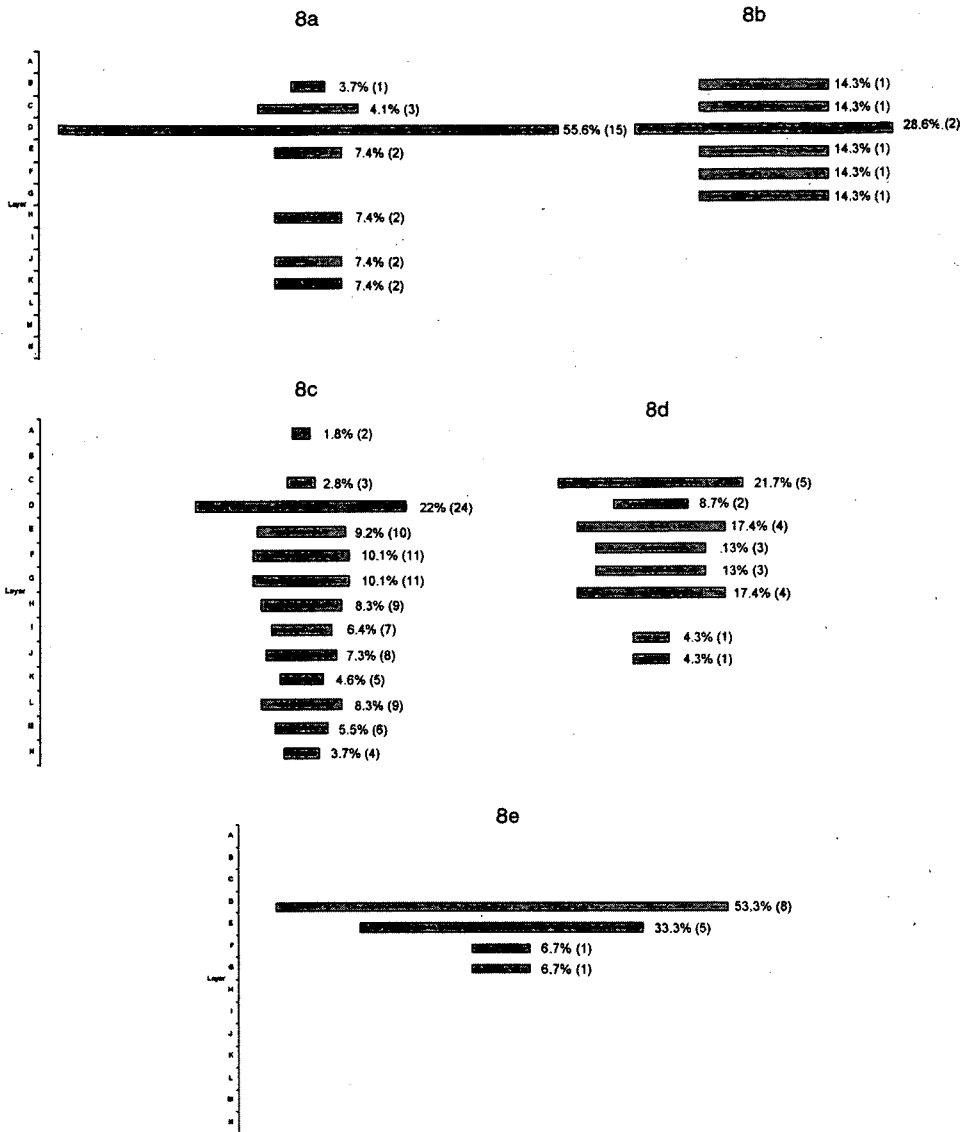 8a
8b
A
B
C
D
E
F
G
Layer
H
I
J
K
L
M
N
3.7% (1)
4.1% (3)
55.6% (15)
7.4% (2)
7.4% (2)
7.4% (2)
7.4% (2)
14.3% (1)
14.3% (1)
28.6% (2)
14.3% (1)
14.3% (1)
14.3% (1)
8c
8d
A
B
C
D
E
F
G
Layer
H
I
J
K
L
M
N
1.8% (2)
2.8% (3)
22% (24)
9.2% (10)
10.1% (11)
10.1% (11)
8.3% (9)
6.4% (7)
7.3% (8)
4.6% (5)
8.3% (9)
5.5% (6)
3.7% (4)
21.7% (5)
8.7% (2)
17.4% (4)
13% (3)
13% (3)
17.4% (4)
4.3% (1)
4.3% (1)
8e
A
B
C
D
E
F
G
Layer
H
I
J
K
L
M
N
53.3% (8)
33.3% (5)
6.7% (1)
6.7% (1)